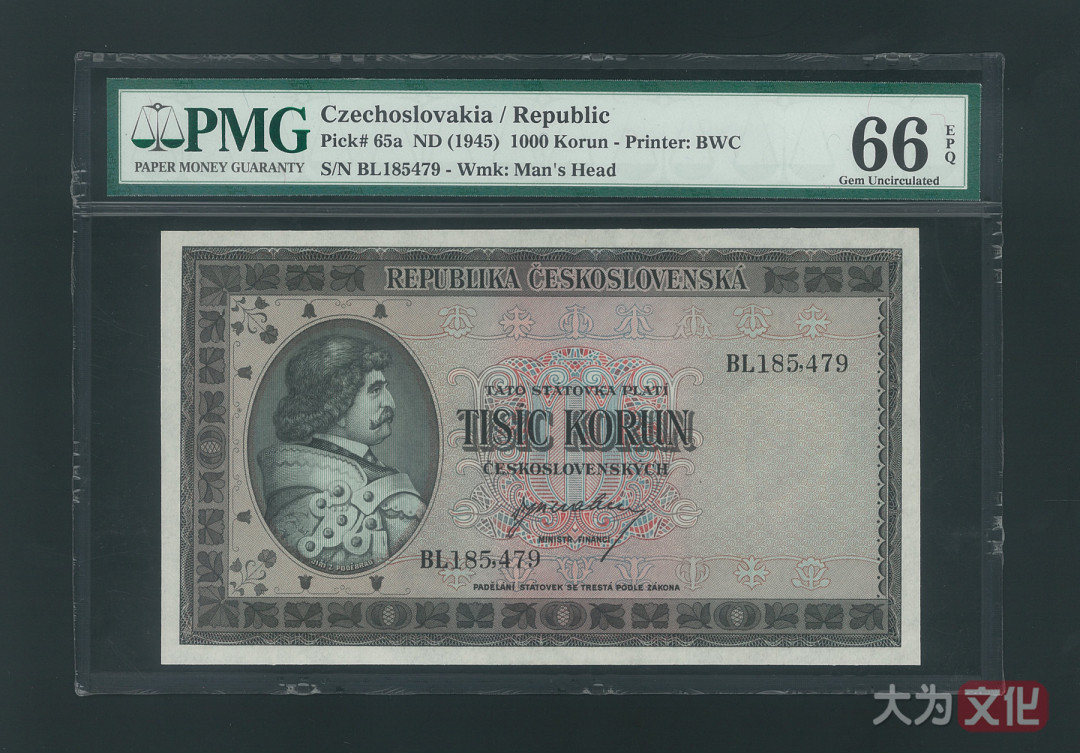 PMG
PAPER MONEY GUARANTY
Czechoslovakia / Republic
Pick# 65a ND (1945) 1000 Korun - Printer: BWC
S/N BL185479 - Wmk: Man's Head
66
EPQ
Gem Uncirculated
REPUBLIKA ČESKOSLOVENSKÁ
BL185,479
TATO STÁTOVKA PLATÍ
TISÍC KORUN
ČESKOSLOVENSKÝCH
MINISTR FINANCÍ
BL185,479
JIŘÍ Z PODĚBRAD
PADĚLÁNÍ STÁTOVEK SE TRESTÁ PODLE ZÁKONA
大为文化